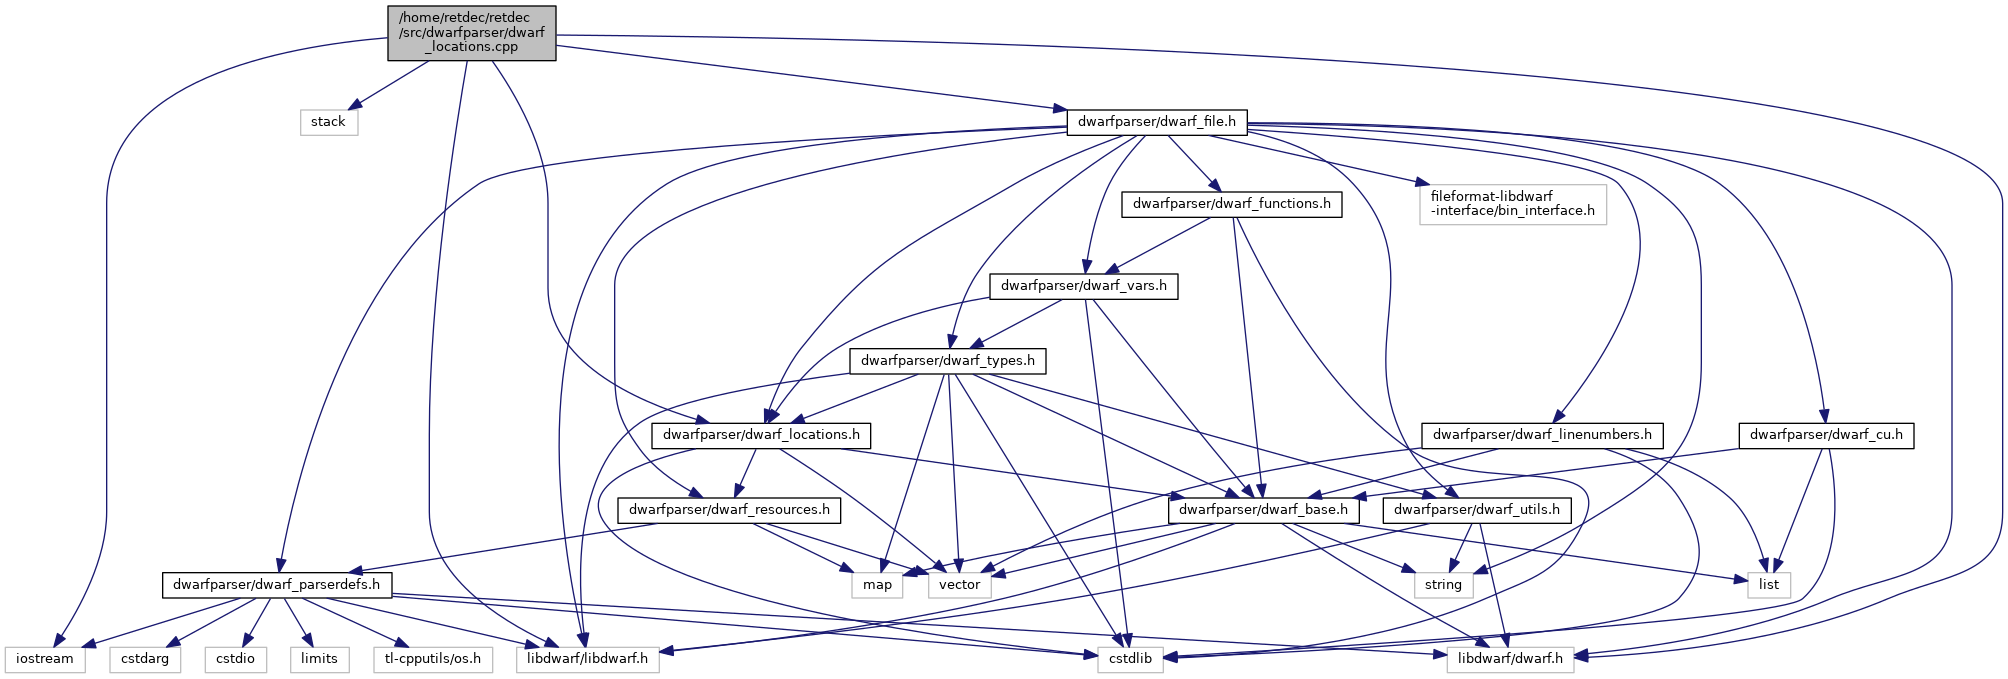 /home/retdec/retdec
/src/dwarfparser/dwarf
_locations.cpp
stack
dwarfparser/dwarf_file.h
dwarfparser/dwarf_functions.h
fileformat-libdwarf
-interface/bin_interface.h
dwarfparser/dwarf_vars.h
dwarfparser/dwarf_types.h
dwarfparser/dwarf_locations.h
dwarfparser/dwarf_linenumbers.h
dwarfparser/dwarf_cu.h
dwarfparser/dwarf_resources.h
dwarfparser/dwarf_base.h
dwarfparser/dwarf_utils.h
dwarfparser/dwarf_parserdefs.h
map
vector
string
list
iostream
cstdarg
cstdio
limits
tl-cpputils/os.h
libdwarf/libdwarf.h
cstdlib
libdwarf/dwarf.h